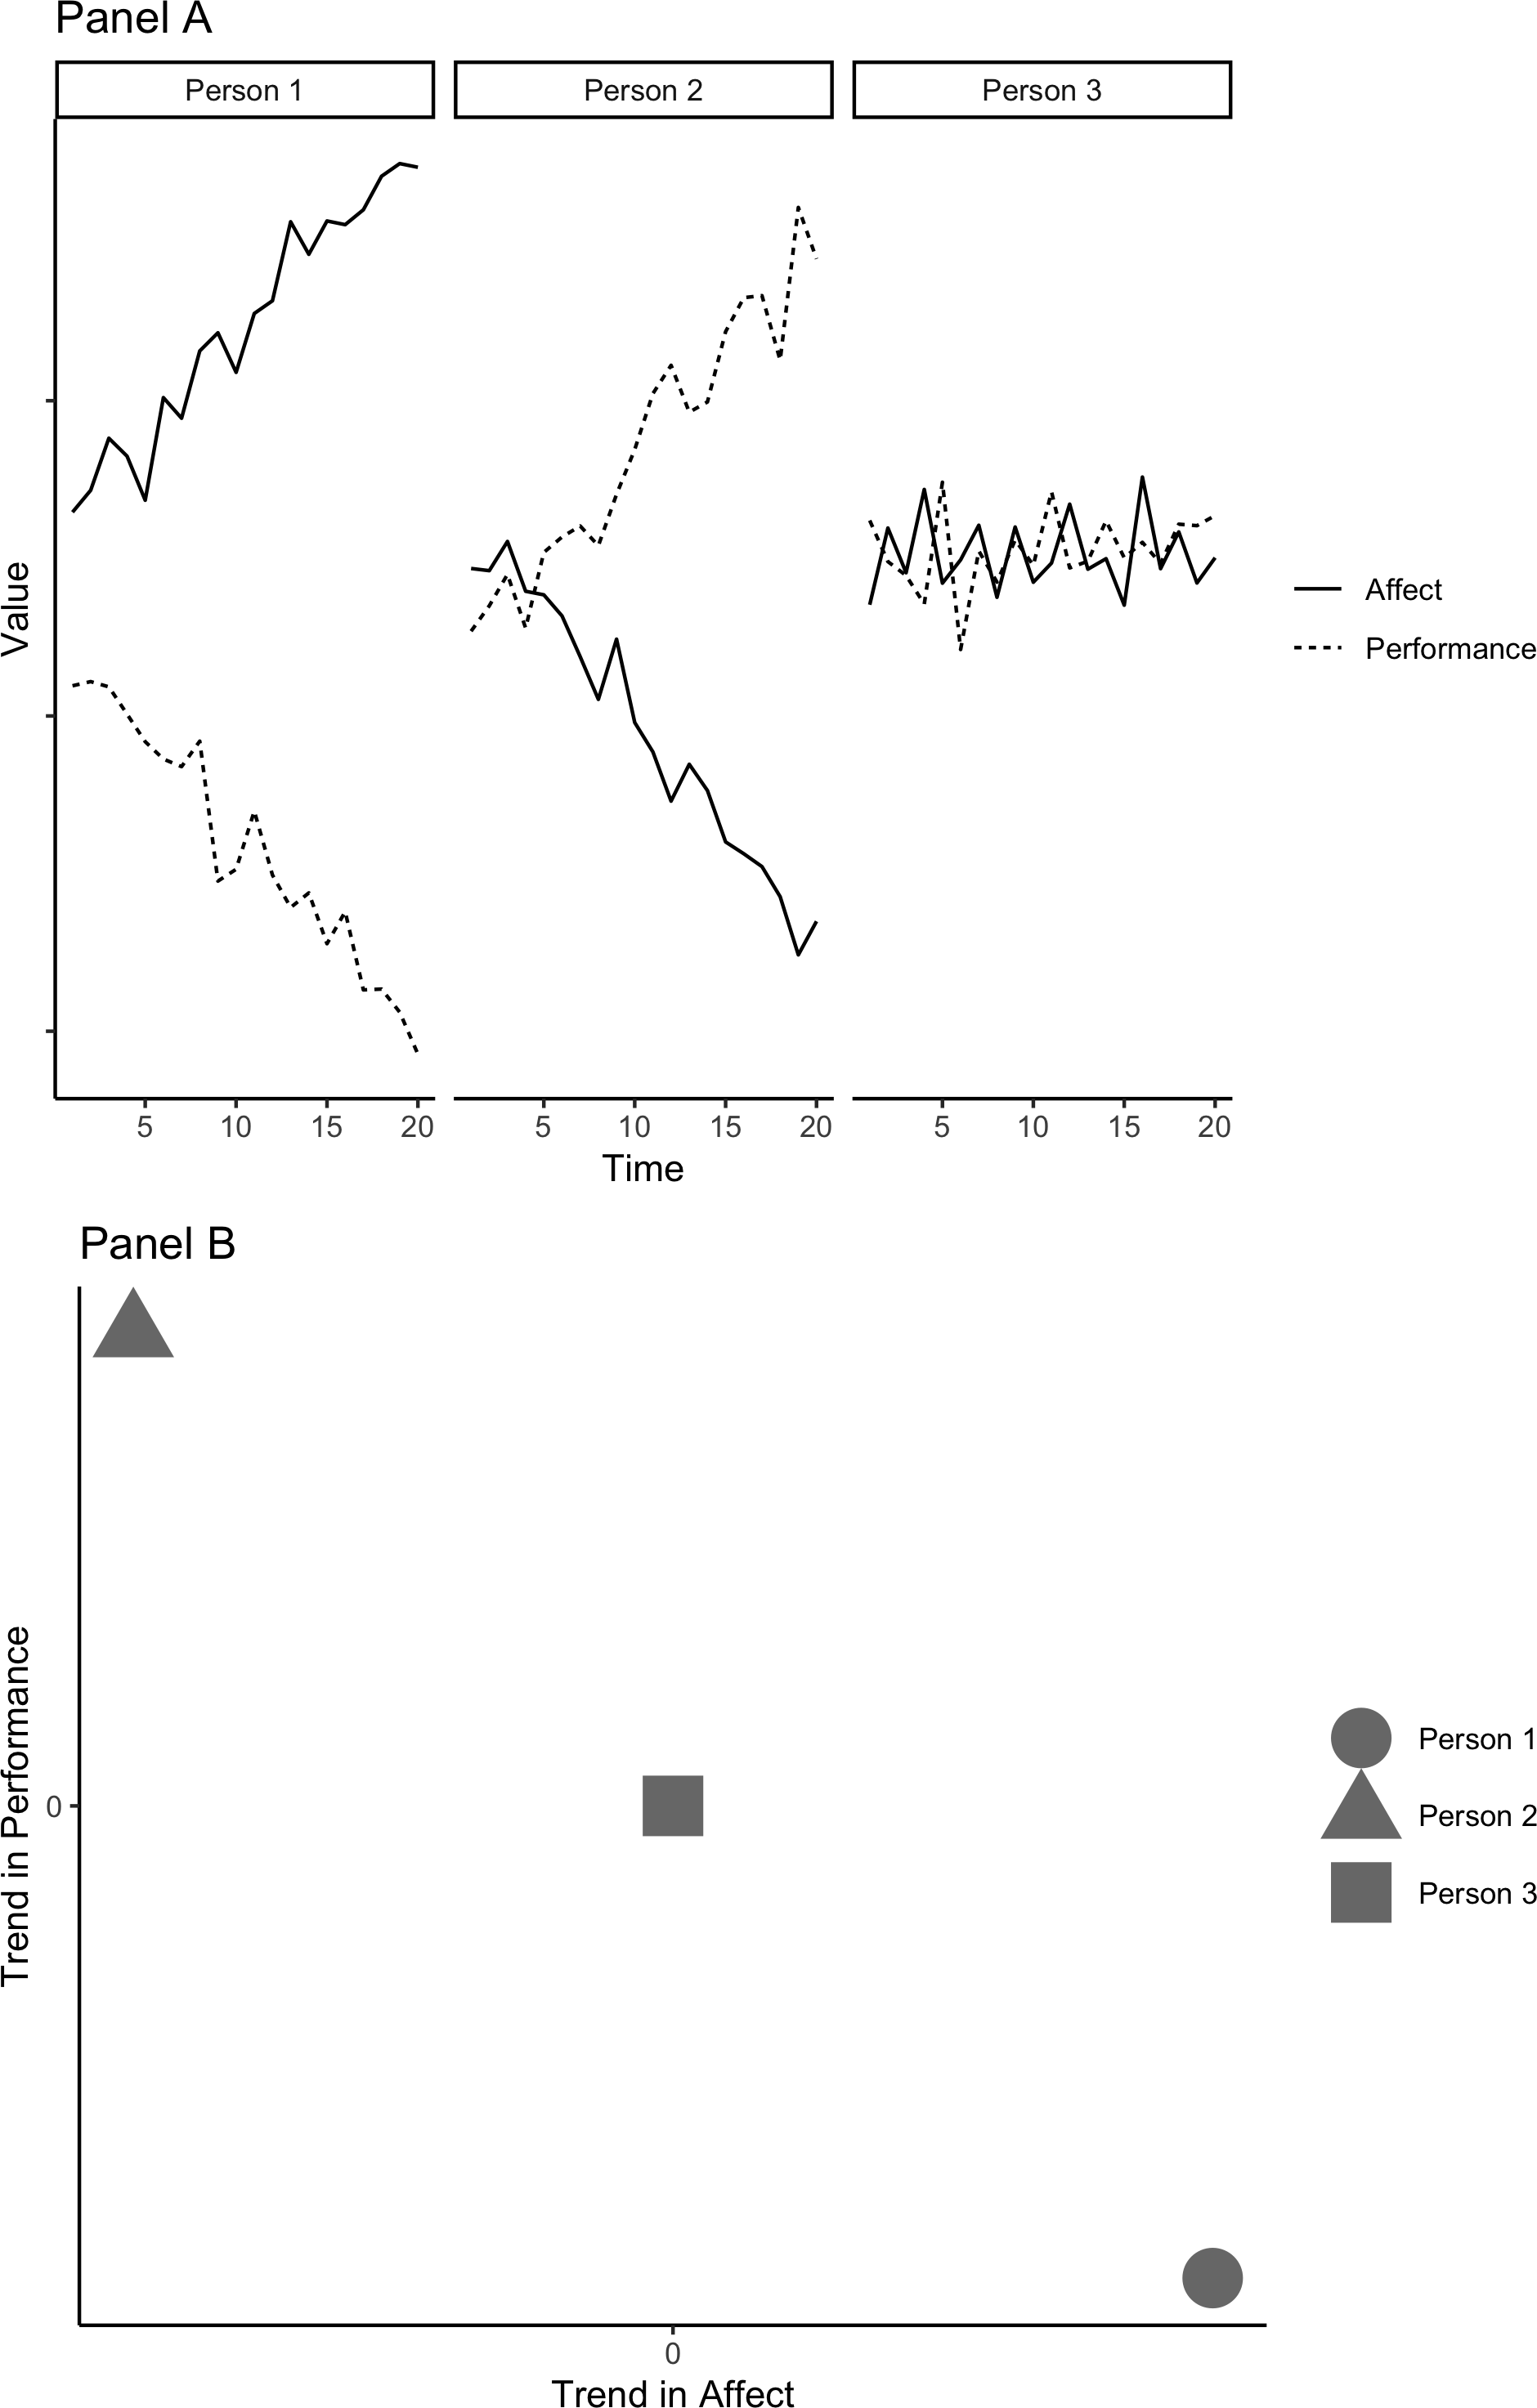 Panel A
Person 1
Person 2
Person 3
Value
Affect
Performance
5 10 15 20 5 10 15 20 5 10 15 20
Time
Panel B
Trend in Performance
0
Person 1
Person 2
Person 3
0
Trend in Affect